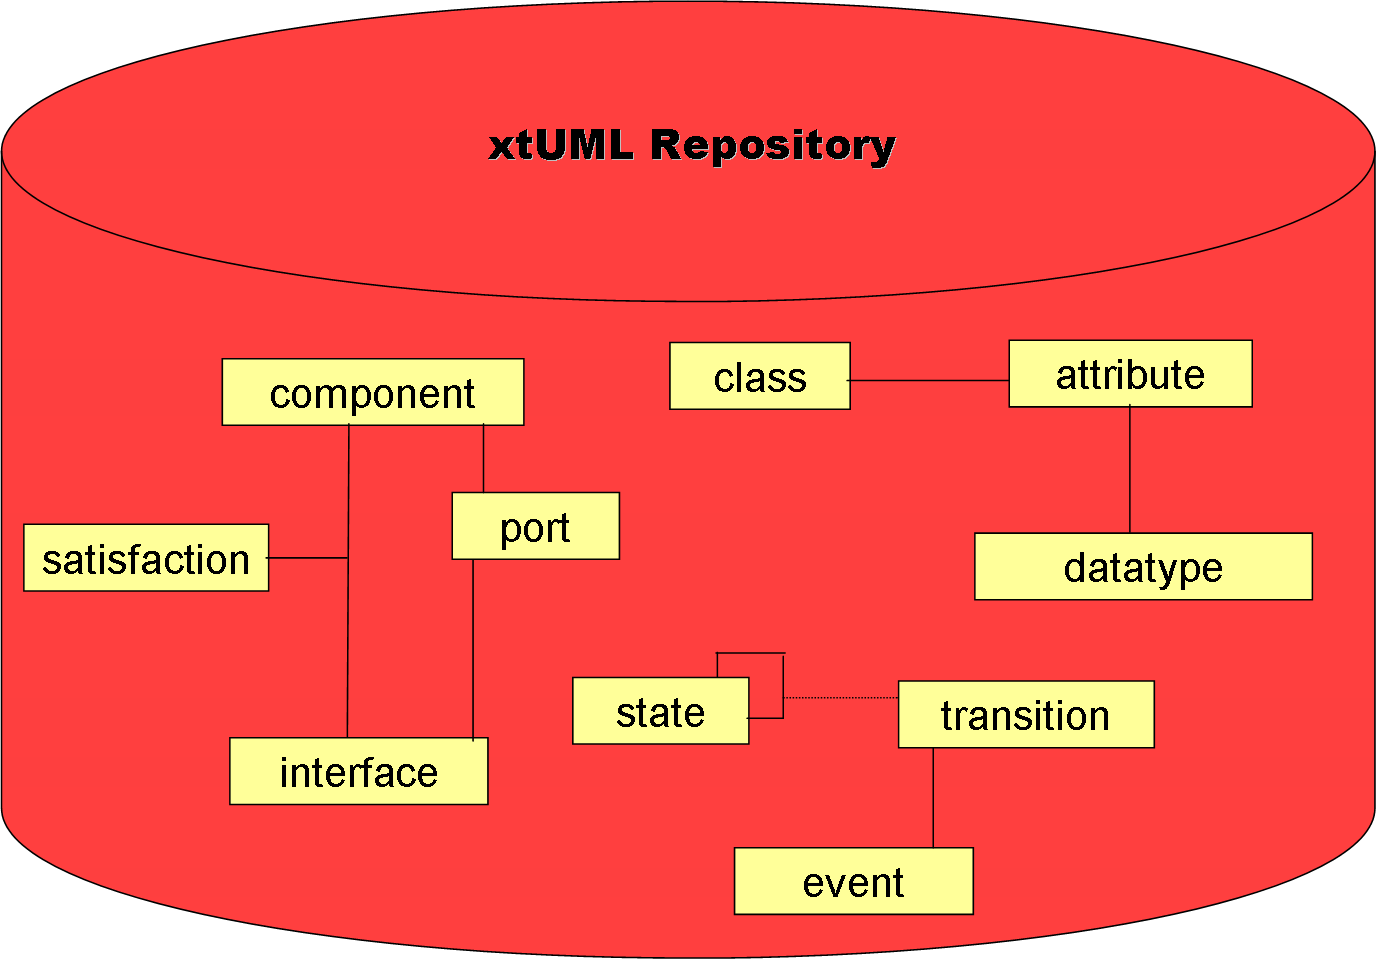 xtUML Repository
component
class
attribute
port
satisfaction
datatype
state
transition
interface
event